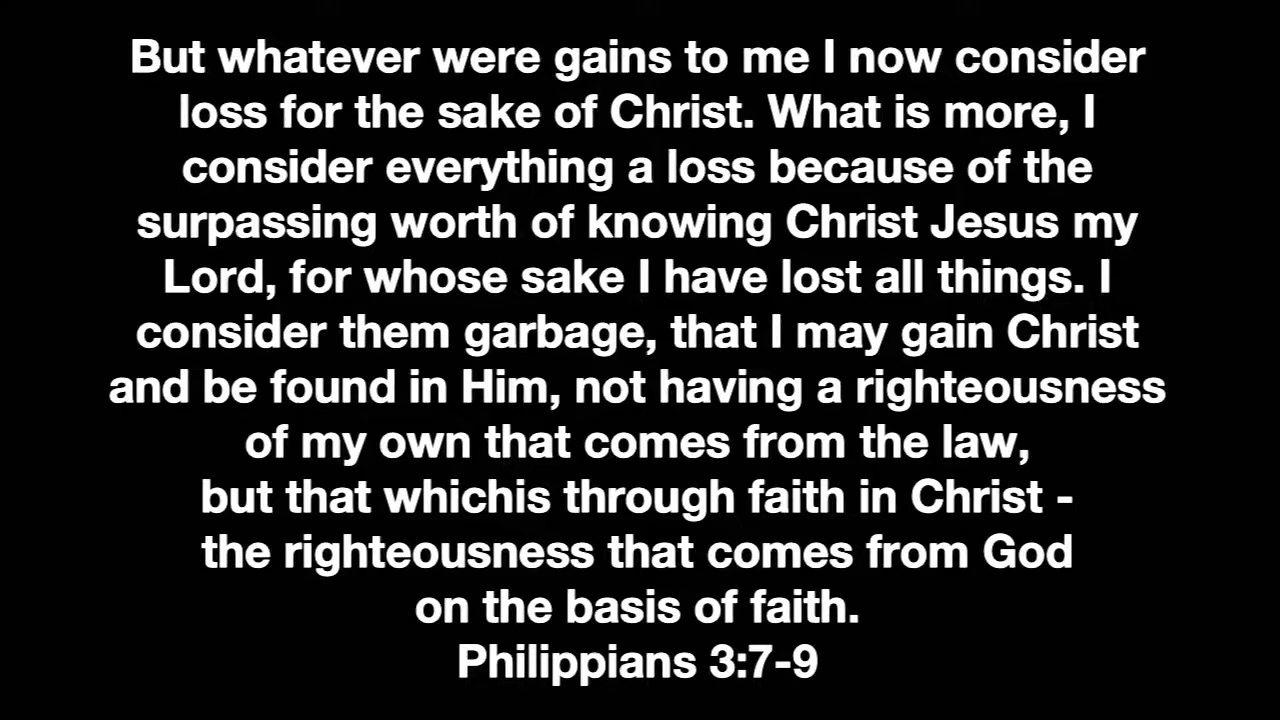 But whatever were gains to me I now consider
loss for the sake of Christ. What is more, I
consider everything a loss because of the
surpassing worth of knowing Christ Jesus my
Lord, for whose sake I have lost all things. I
consider them garbage, that I may gain Christ
and be found in Him, not having a righteousness
of my own that comes from the law,
but that whichis through faith in Christ -
the righteousness that comes from God
on the basis of faith.
Philippians 3:7-9